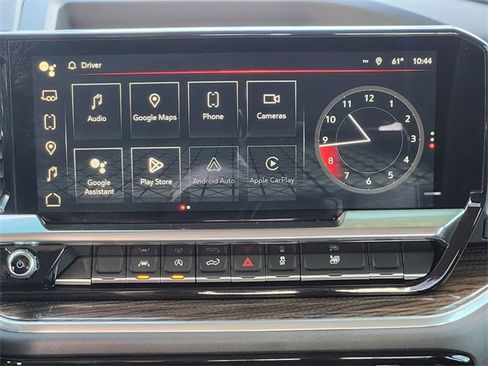 Driver
TTY 61° 10:44
Audio
Google Maps
Phone
Cameras
Google
Assistant
Play Store
Android Auto
Apple CarPlay
12
1
2
3
4
5
6
7
8
9
10
11